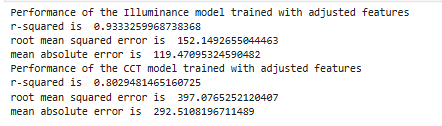 Performance of the Illuminance model trained with adjusted features
r-squared is  0.9333259968738368
root mean squared error is  152.1492655044463
mean absolute error is  119.47095324590482
Performance of the CCT model trained with adjusted features
r-squared is  0.8029481465160725
root mean squared error is  397.0765252120407
mean absolute error is  292.5108196711489